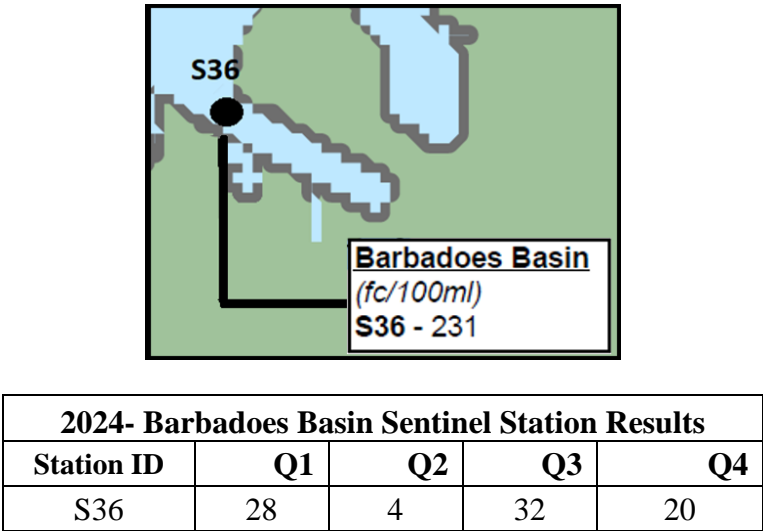 S36
Barbadoes Basin
(fc/100ml)
S36 - 231
2024- Barbadoes Basin Sentinel Station Results
Station ID Q1 Q2 Q3 Q4
S36 28 4 32 20